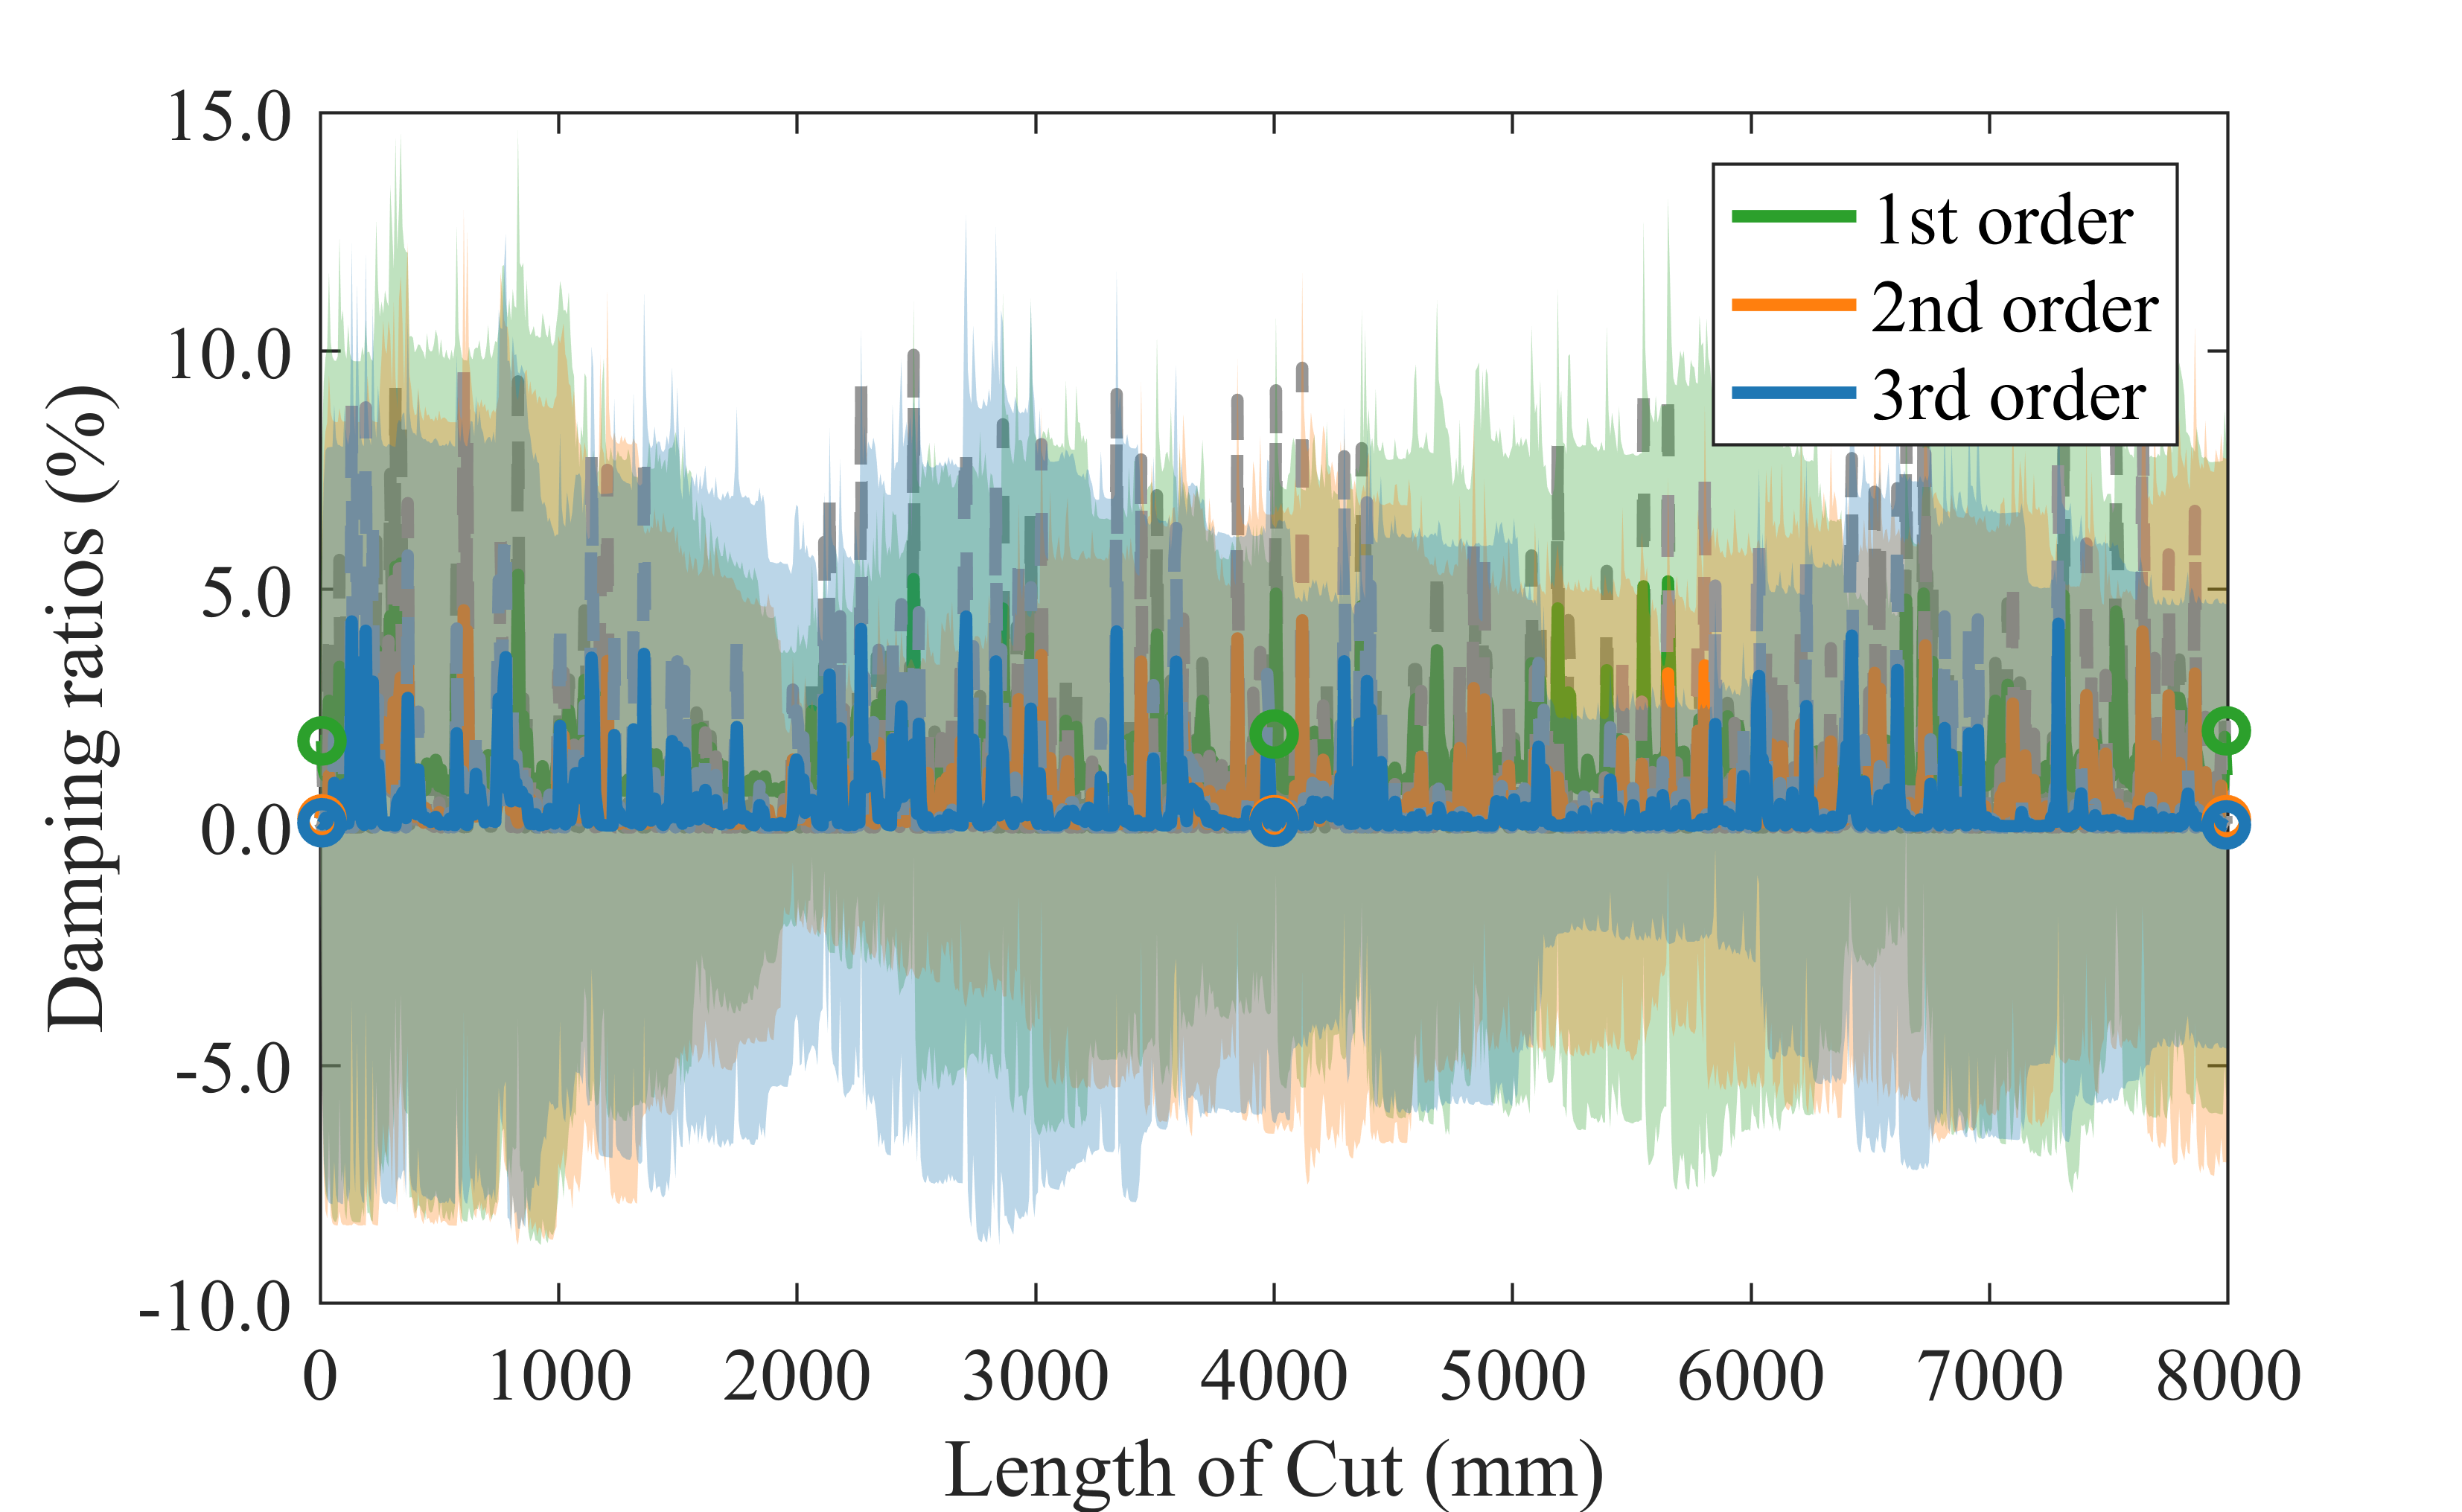 15.0
10.0
5.0
0.0
-5.0
-10.0
Damping ratios (%)
1st order
2nd order
3rd order
0 1000 2000 3000 4000 5000 6000 7000 8000
Length of Cut (mm)